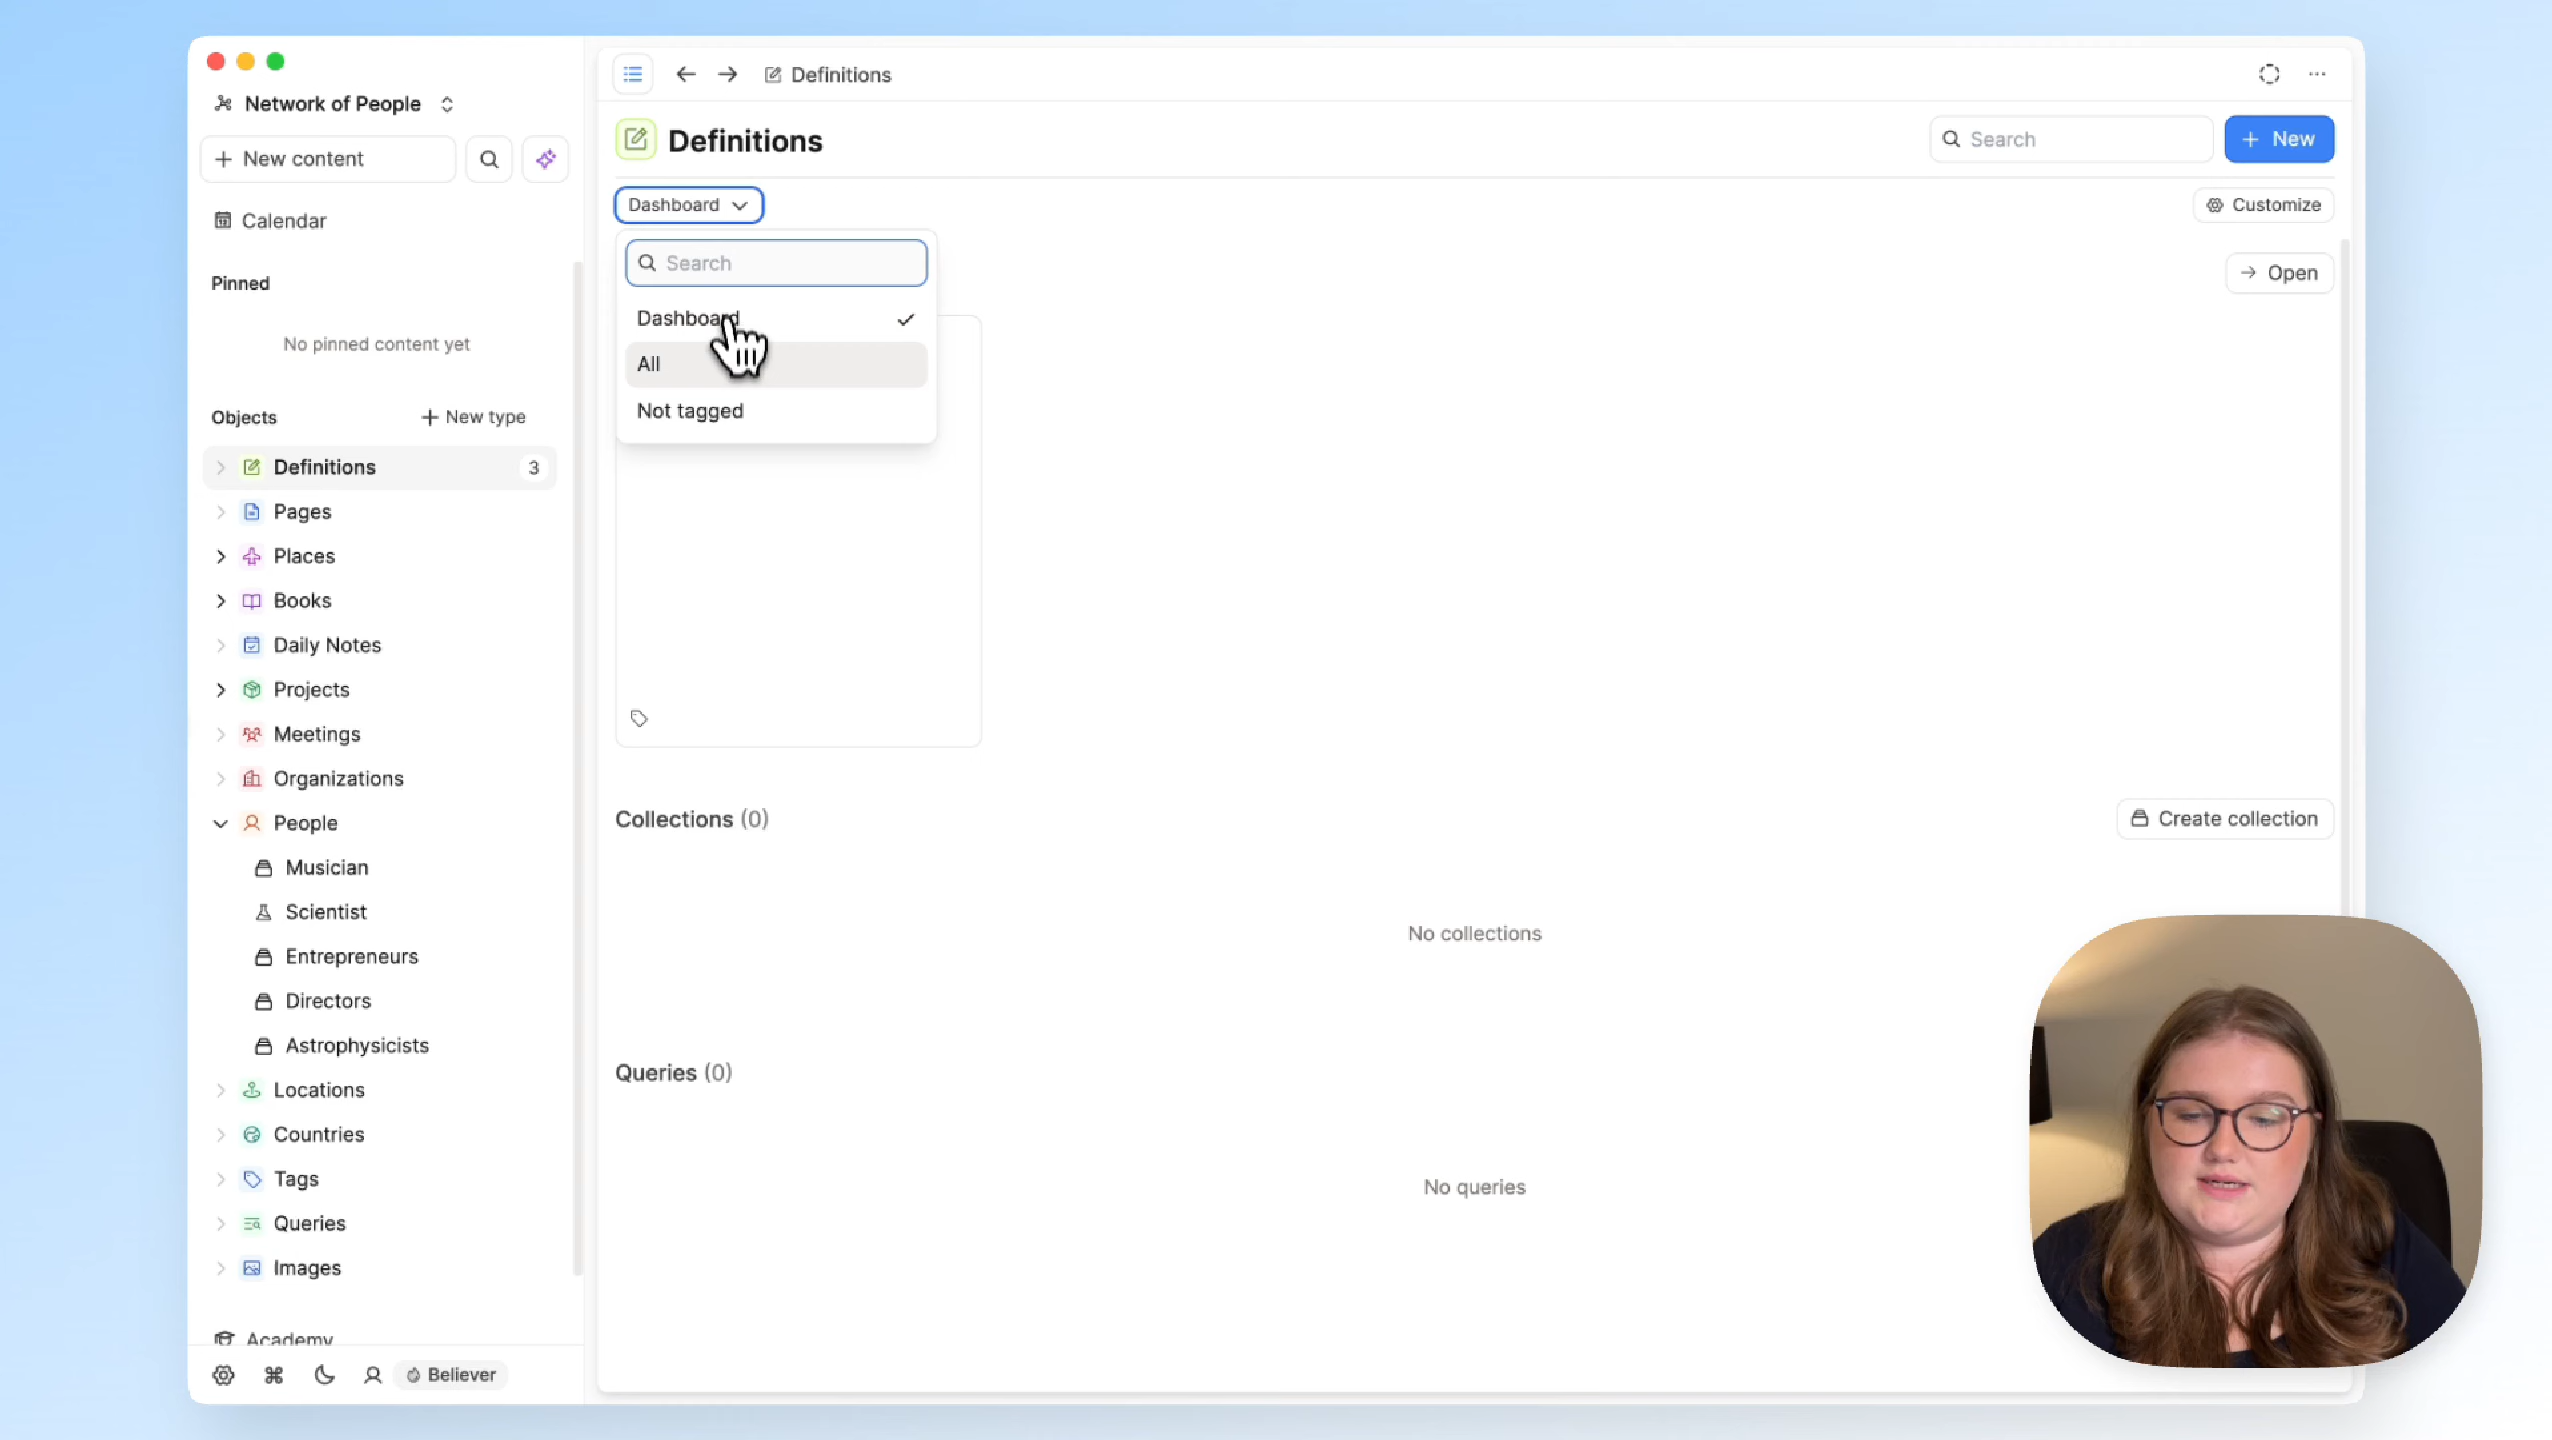 Network of People
New content
Calendar
Pinned
No pinned content yet
Objects
New type
Definitions
3
Pages
Places
Books
Daily Notes
Projects
Meetings
Organizations
People
Musician
Scientist
Entrepreneurs
Directors
Astrophysicists
Locations
Countries
Tags
Queries
Images
Academy
Believer
Definitions
Definitions
Search
New
Dashboard
Customize
Search
Open
Dashboard
All
Not tagged
Collections (0)
Create collection
No collections
Queries (0)
No queries